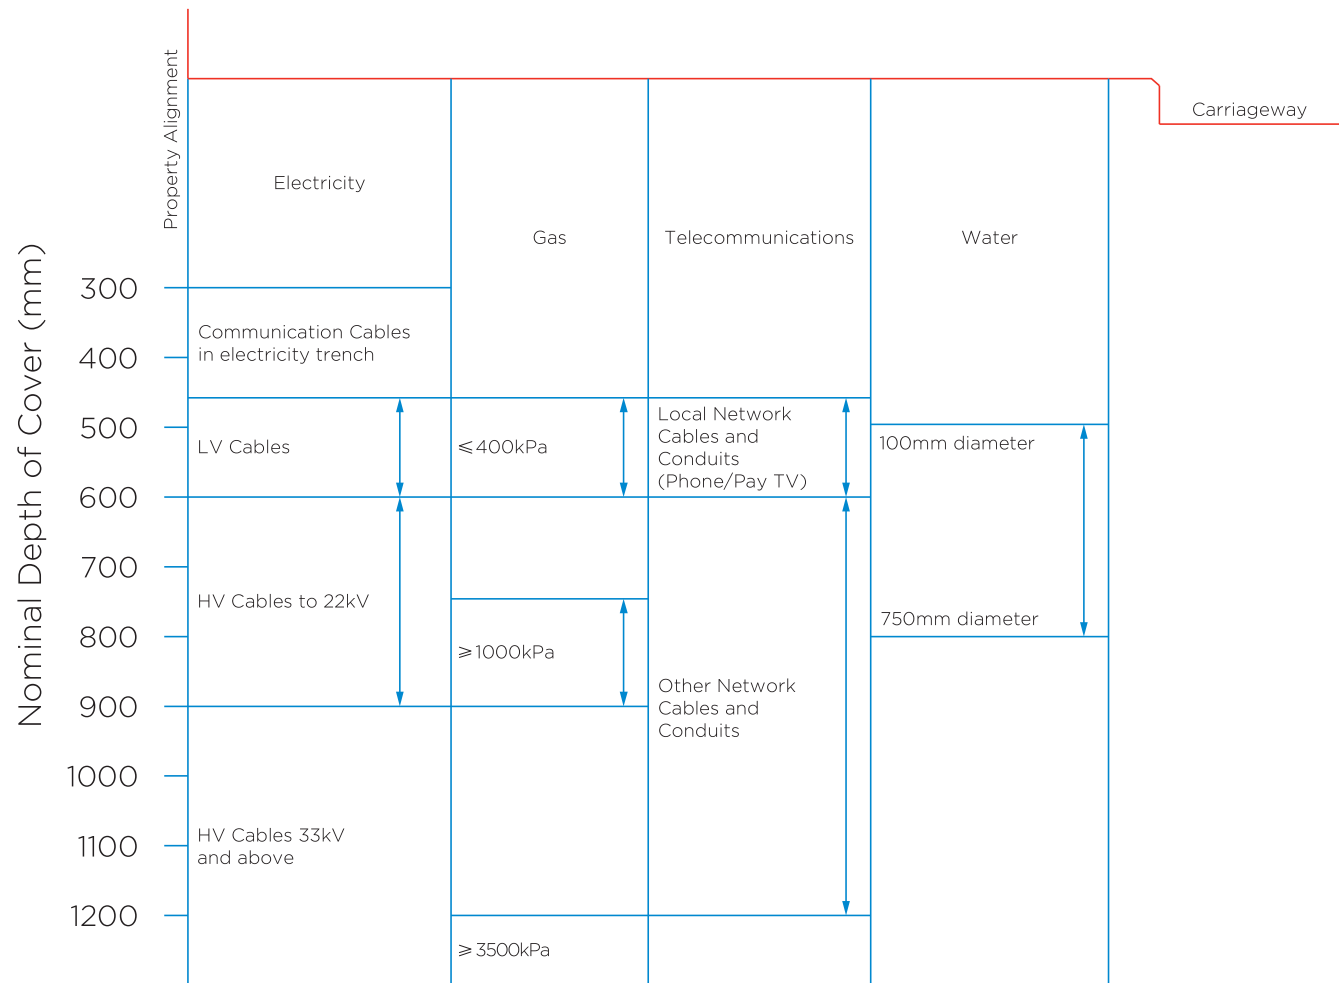 Property Alignment
Carriageway
Electricity
Gas
Telecommunications
Water
Nominal Depth of Cover (mm)
300
Communication Cables
in electricity trench
400
Local Network
Cables and
Conduits
(Phone/Pay TV)
500
100mm diameter
LV Cables
⩽400kPa
600
700
HV Cables to 22kV
750mm diameter
800
⩾1000kPa
Other Network
Cables and
Conduits
900
1000
HV Cables 33kV
and above
1100
1200
⩾3500kPa